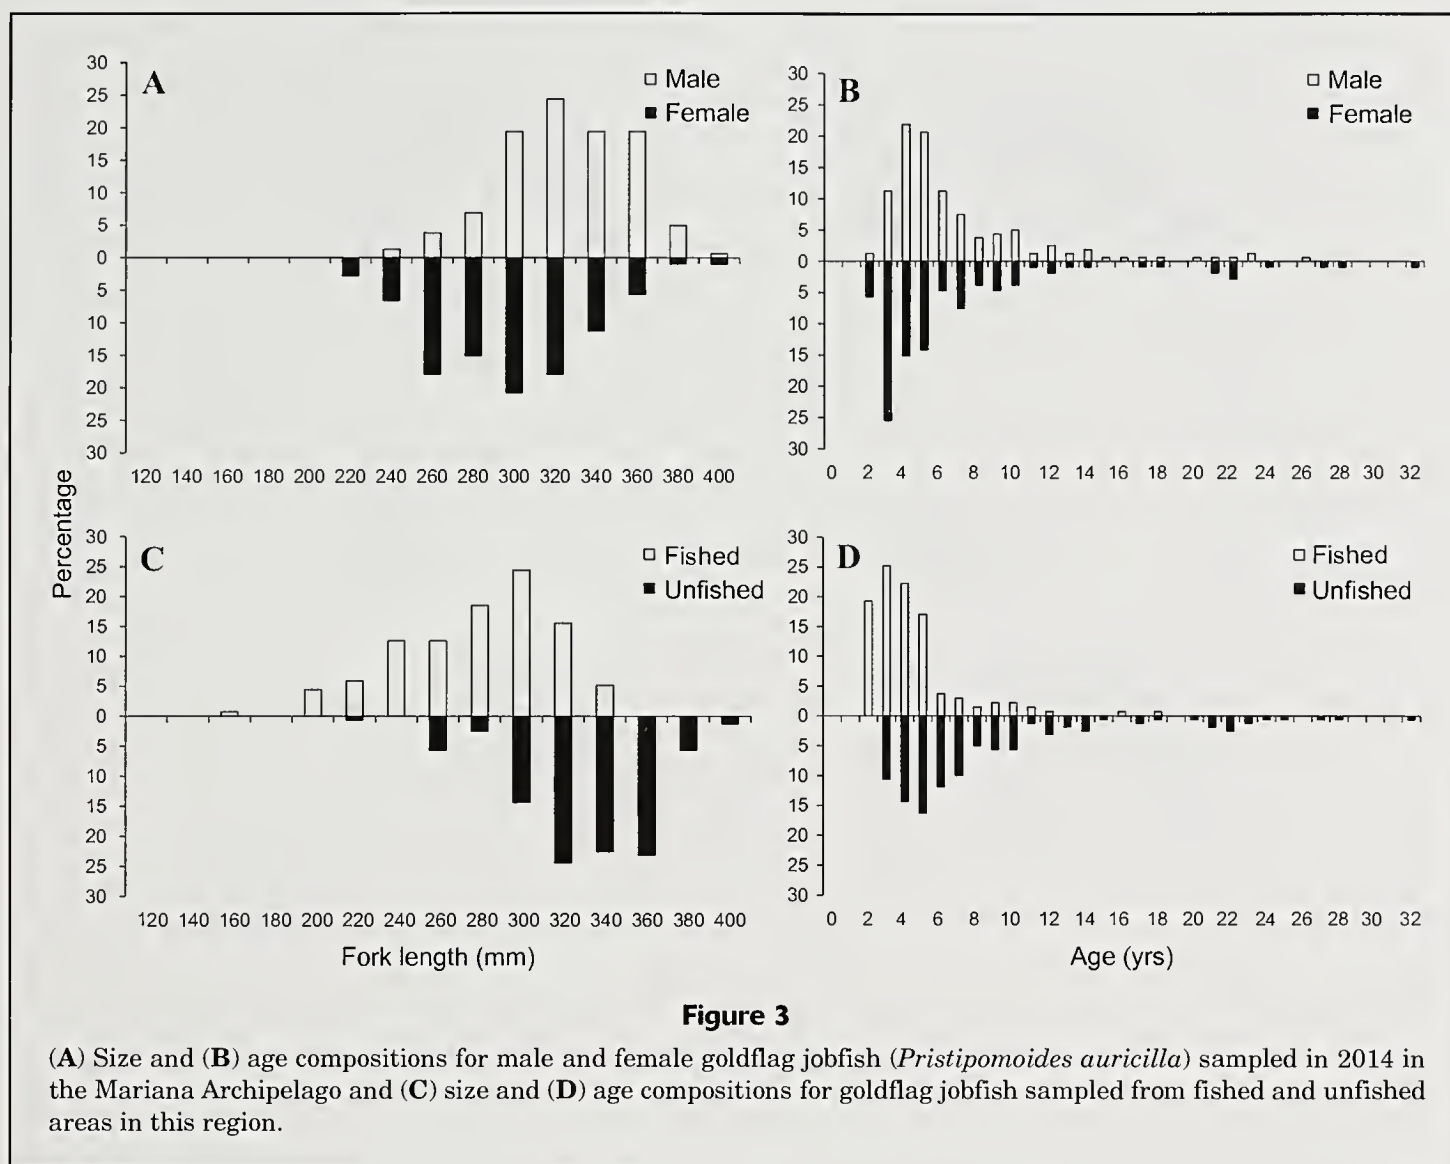 A
Male
Female
30
25
20
15
10
5
0
5
10
15
20
25
30
120 140 160 200 220 240 260 280 300 320 340 360 380 400
B
Male
Female
30
25
20
15
10
5
0
5
10
15
20
25
30
0 2 4 6 8 10 12 14 16 18 20 24 22 26 28 30 32
Percentage
C
Fished
Unfished
30
25
20
15
10
5
0
5
10
15
20
25
30
120 140 160 200 220 240 260 280 300 320 340 360 380 400
Fork length (mm)
D
Fished
Unfished
30
25
20
15
10
5
0
5
10
15
20
25
30
0 2 4 6 8 10 12 14 16 18 20 22 24 26 28 30 32
Age (yrs)
Figure 3
(A) Size and (B) age compositions for male and female goldflag jobfish (Pristipomoides auricilla) sampled in 2014 in
the Mariana Archipelago and (C) size and (D) age compositions for goldflag jobfish sampled from fished and unfished
areas in this region.